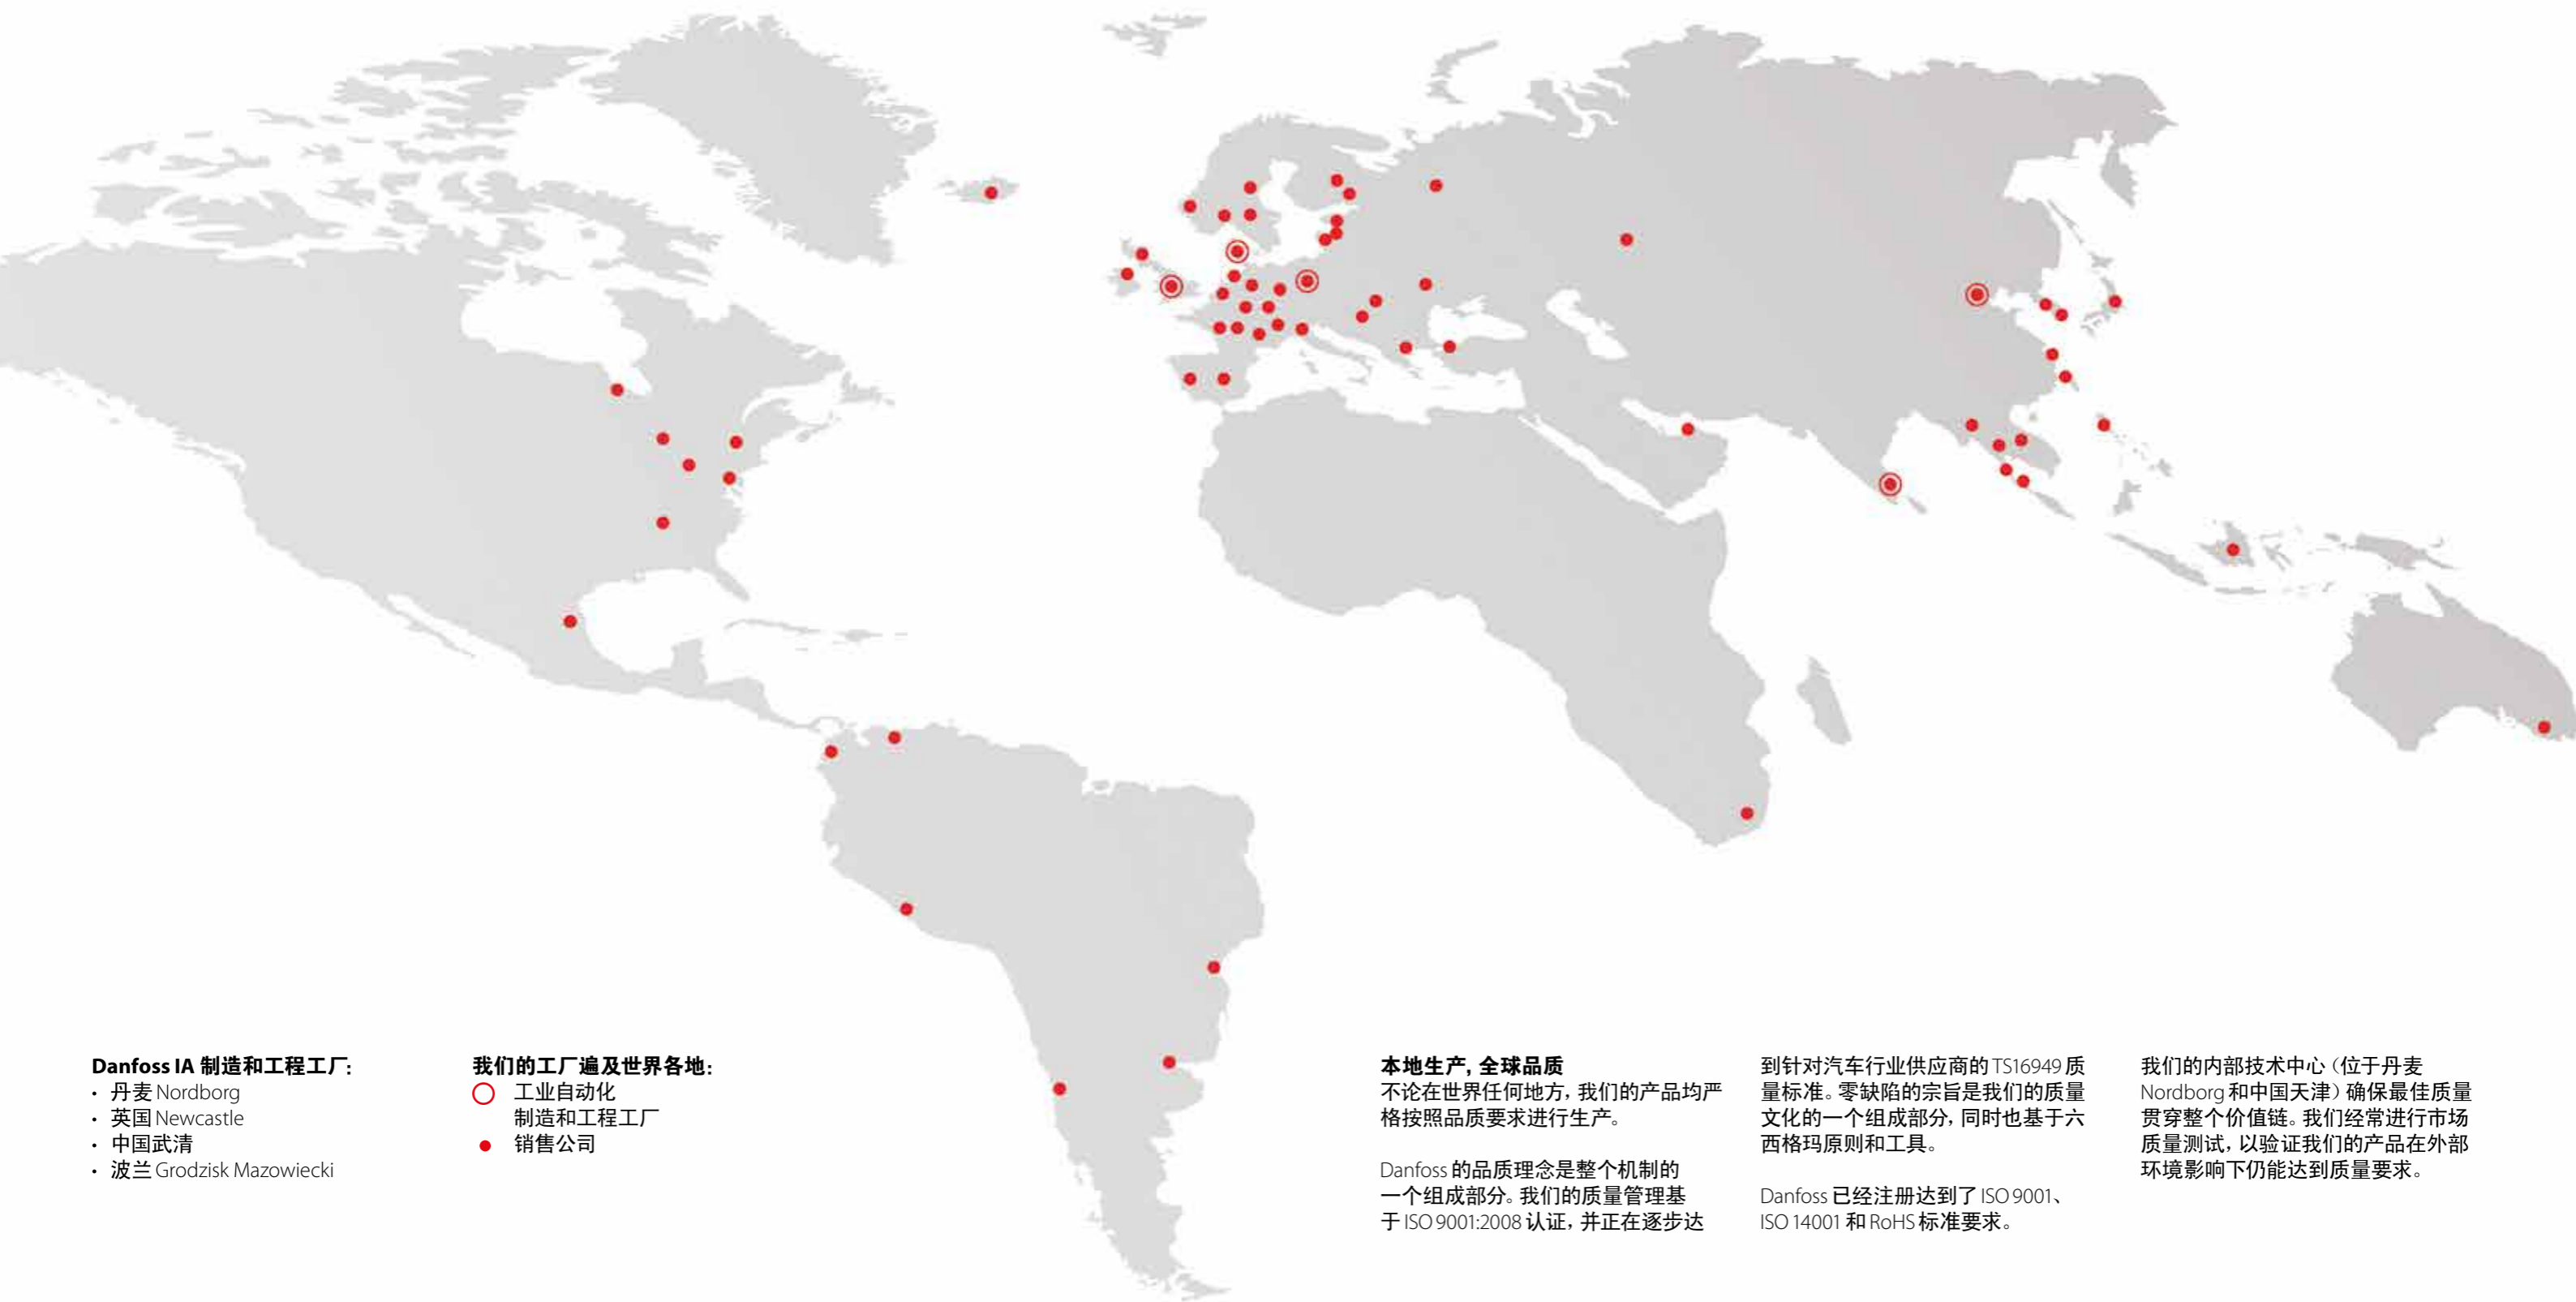 Danfoss IA 制造和工程工厂:
• 丹麦 Nordborg
• 英国 Newcastle
• 中国武清
• 波兰 Grodzisk Mazowiecki
我们的工厂遍及世界各地:
工业自动化
制造和工程工厂
销售公司
本地生产, 全球品质
不论在世界任何地方, 我们的产品均严
格按照品质要求进行生产。
Danfoss 的品质理念是整个机制的
一个组成部分。我们的质量管理基
于 ISO 9001:2008 认证, 并正在逐步达
到针对汽车行业供应商的 TS16949 质
量标准。零缺陷的宗旨是我们的质量
文化的一个组成部分, 同时也基于六
西格玛原则和工具。
Danfoss 已经注册达到了 ISO 9001、
ISO 14001 和 RoHS 标准要求。
我们的内部技术中心（位于丹麦
Nordborg 和中国天津）确保最佳质量
贯穿整个价值链。我们经常进行市场
质量测试, 以验证我们的产品在外部
环境影响下仍能达到质量要求。